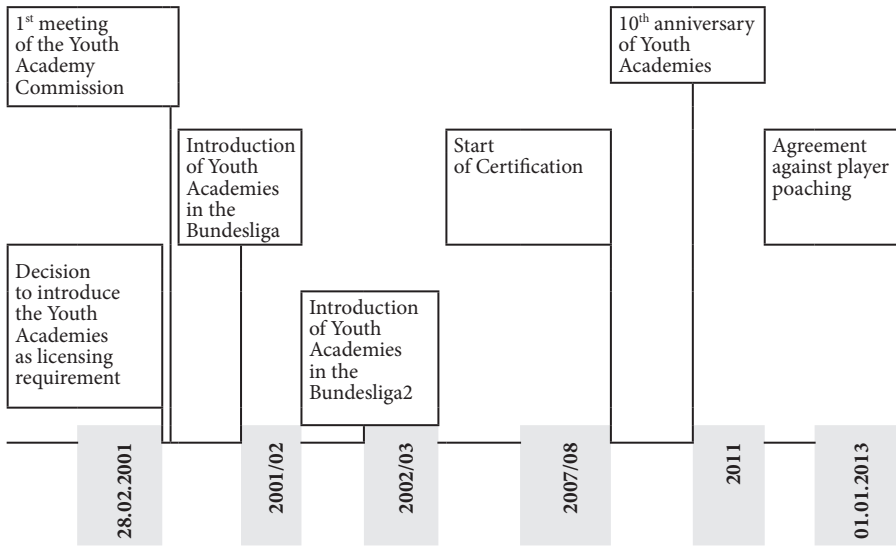 1st meeting
of the Youth
Academy
Commission
10th anniversary
of Youth
Academies
Introduction
of Youth
Academies
in the
Bundesliga
Start
of Certification
Agreement
against player
poaching
Decision
to introduce
the Youth
Academies
as licensing
requirement
Introduction
of Youth
Academies
in the
Bundesliga2
28.02.2001
2001/02
2002/03
2007/08
2011
01.01.2013